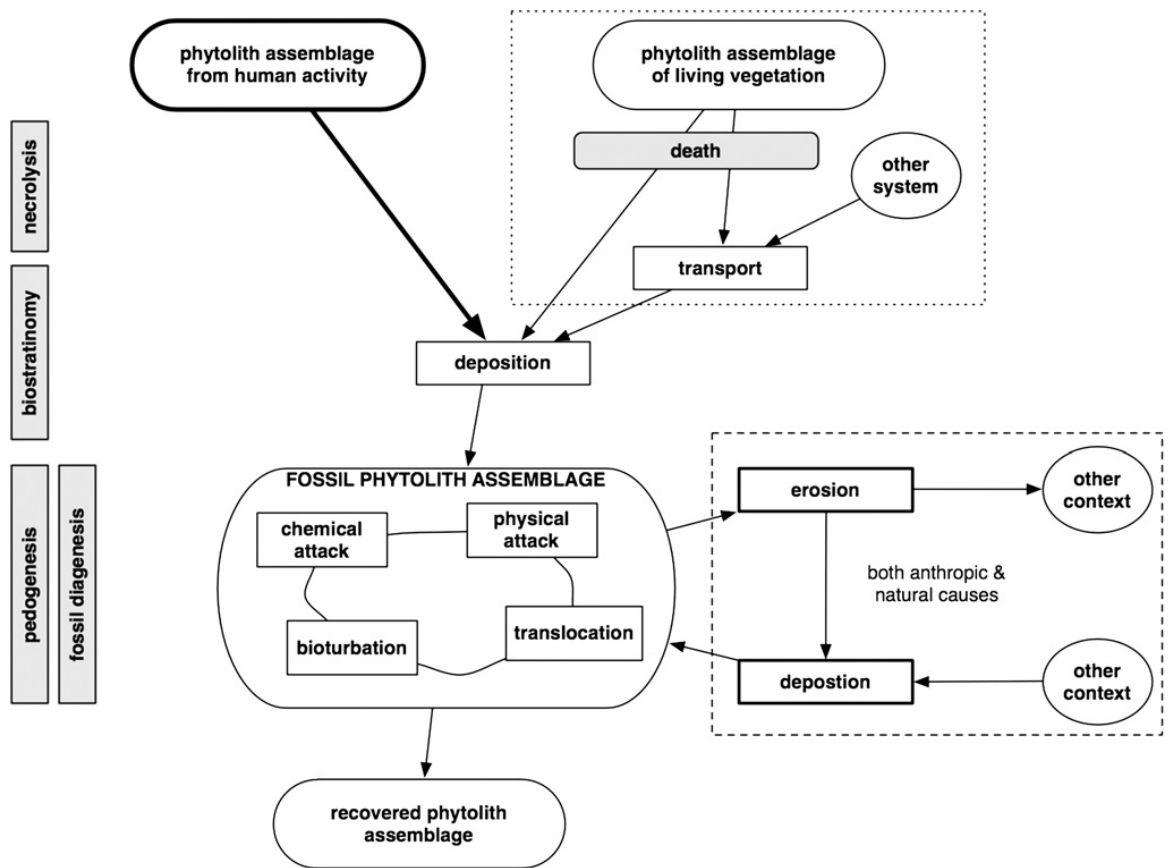 phytolith assemblage
from human activity
phytolith assemblage
of living vegetation
death
other
system
transport
necrolysis
biostratinomy
deposition
pedogenesis
fossil diagenesis
FOSSIL PHYTOLITH ASSEMBLAGE
chemical
attack
physical
attack
bioturbation
translocation
erosion
other
context
both anthropic &
natural causes
depostion
other
context
recovered phytolith
assemblage